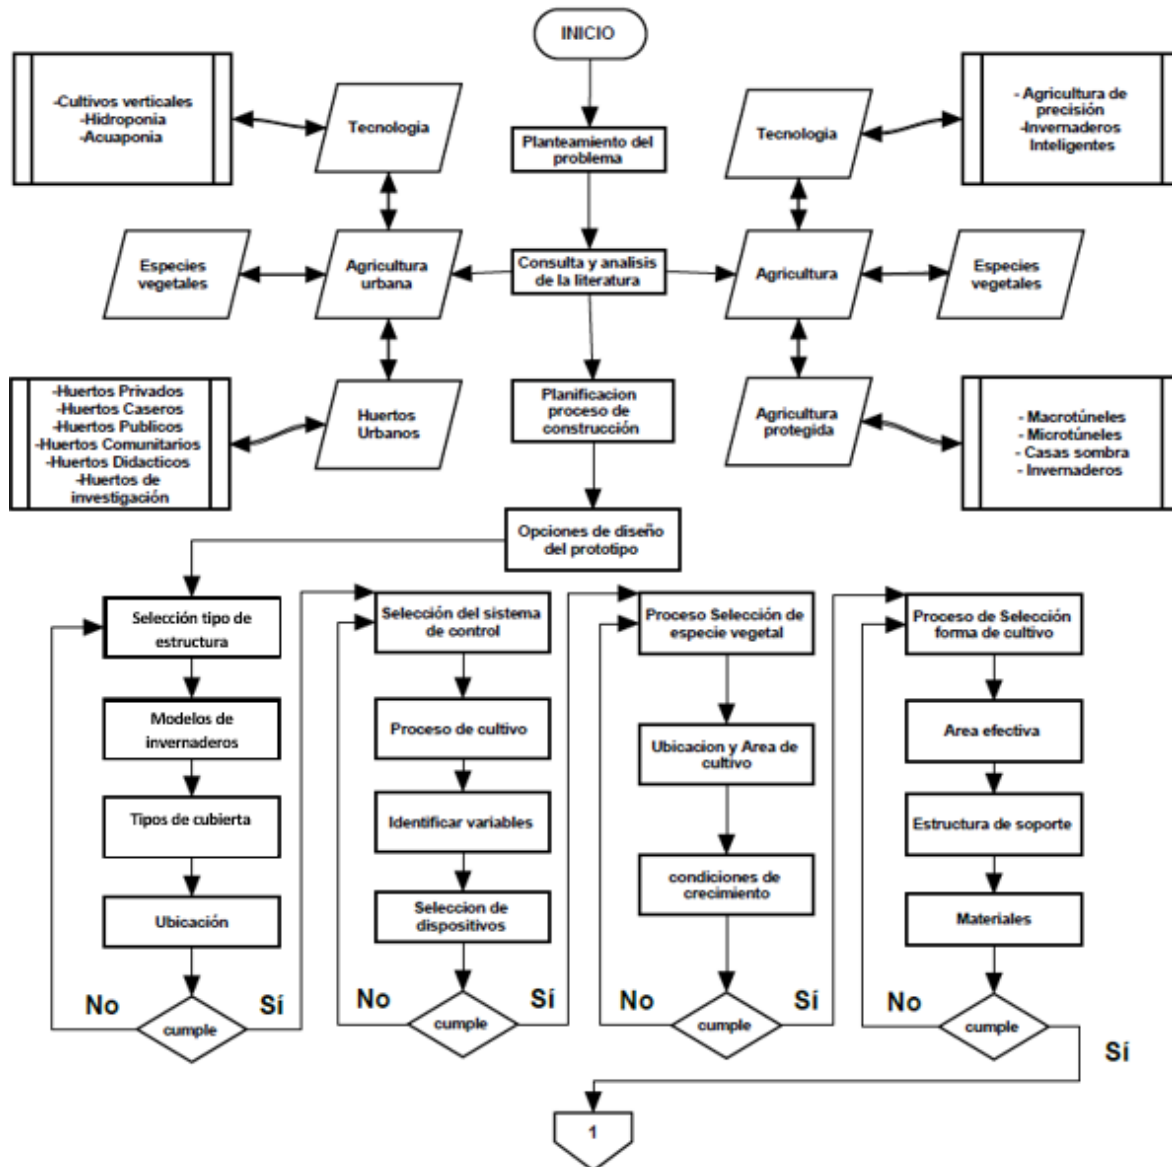 INICIO
-Cultivos verticales
-Hidroponia
-Acuaponia
Tecnologia
Planteamiento del
problema
Tecnologia
- Agricultura de
precisión
-Invernaderos
Inteligentes
Especies
vegetales
Agricultura
urbana
Consulta y analisis
de la literatura
Agricultura
Especies
vegetales
-Huertos Privados
-Huertos Caseros
-Huertos Publicos
-Huertos Comunitarios
-Huertos Didacticos
-Huertos de
investigación
Huertos
Urbanos
Planificacion
proceso de
construcción
Agricultura
protegida
- Macrotúneles
- Microtúneles
- Casas sombra
- Invernaderos
Opciones de diseño
del prototipo
Selección tipo de
estructura
Modelos de
invernaderos
Tipos de cubierta
Ubicación
No
Sí
cumple
Selección del sistema
de control
Proceso de cultivo
Identificar variables
Seleccion de
dispositivos
No
Sí
cumple
Proceso Selección de
especie vegetal
Ubicacion y Area de
cultivo
condiciones de
crecimiento
No
Sí
cumple
Proceso de Selección
forma de cultivo
Area efectiva
Estructura de soporte
Materiales
No
cumple
Sí
1